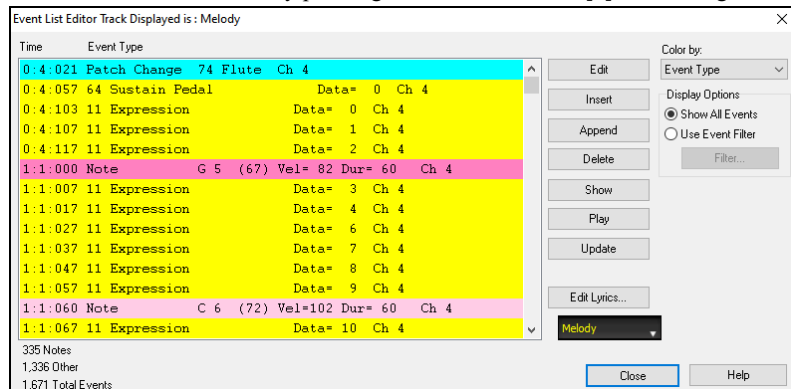 Event List Editor Track Displayed is : Melody
Time Event Type
0:4:021 Patch Change 74 Flute Ch 4
0:4:057 64 Sustain Pedal Data= 0 Ch 4
0:4:103 11 Expression Data= 0 Ch 4
0:4:107 11 Expression Data= 1 Ch 4
0:4:117 11 Expression Data= 2 Ch 4
1:1:000 Note G 5 (67) Vel= 82 Dur= 60 Ch 4
1:1:007 11 Expression Data= 3 Ch 4
1:1:017 11 Expression Data= 4 Ch 4
1:1:027 11 Expression Data= 6 Ch 4
1:1:037 11 Expression Data= 7 Ch 4
1:1:047 11 Expression Data= 8 Ch 4
1:1:057 11 Expression Data= 9 Ch 4
1:1:060 Note C 6 (72) Vel=102 Dur= 60 Ch 4
1:1:067 11 Expression Data= 10 Ch 4
335 Notes
1,336 Other
1,671 Total Events
Edit
Insert
Append
Delete
Show
Play
Update
Edit Lyrics...
Melody
Color by:
Event Type
Display Options
Show All Events
Use Event Filter
Filter...
Close
Help